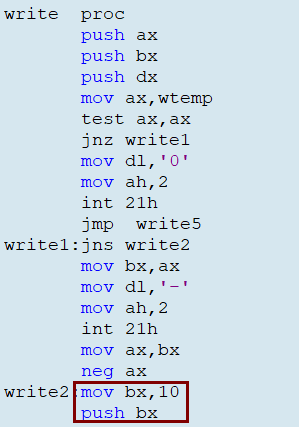 write  proc
       push ax
       push bx
       push dx
       mov ax,wtemp
       test ax,ax
       jnz write1
       mov dl,'0'
       mov ah,2
       int 21h
       jmp  write5
write1:jns write2
       mov bx,ax
       mov dl,'-'
       mov ah,2
       int 21h
       mov ax,bx
       neg ax
write2:mov bx,10
       push bx